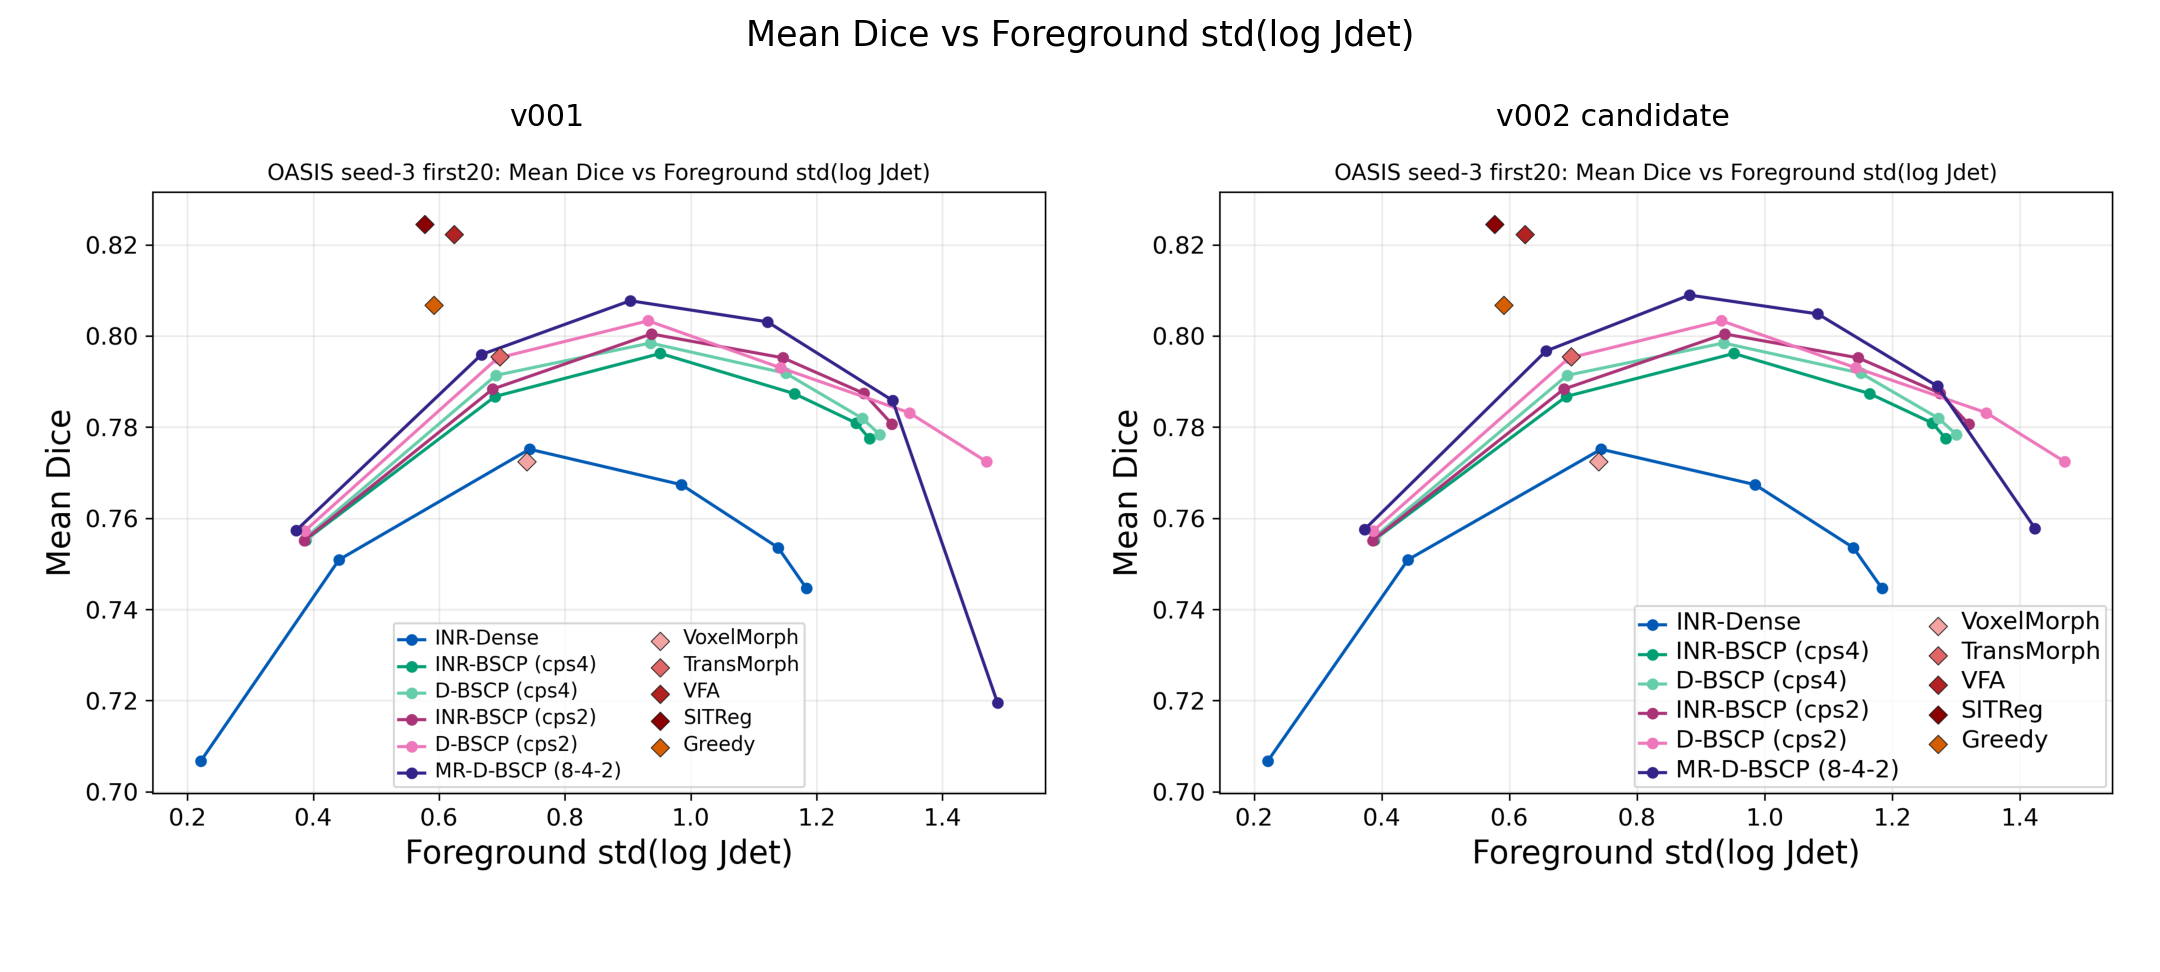 Mean Dice vs Foreground std(log Jdet)
v001
OASIS seed-3 first20: Mean Dice vs Foreground std(log Jdet)
Mean Dice
0.82
0.80
0.78
0.76
0.74
0.72
0.70
INR-Dense
INR-BSCP (cps4)
D-BSCP (cps4)
INR-BSCP (cps2)
D-BSCP (cps2)
MR-D-BSCP (8-4-2)
VoxelMorph
TransMorph
VFA
SITReg
Greedy
0.2 0.4 0.6 0.8 1.0 1.2 1.4
Foreground std(log Jdet)
v002 candidate
OASIS seed-3 first20: Mean Dice vs Foreground std(log Jdet)
Mean Dice
0.82
0.80
0.78
0.76
0.74
0.72
0.70
INR-Dense
INR-BSCP (cps4)
D-BSCP (cps4)
INR-BSCP (cps2)
D-BSCP (cps2)
MR-D-BSCP (8-4-2)
VoxelMorph
TransMorph
VFA
SITReg
Greedy
0.2 0.4 0.6 0.8 1.0 1.2 1.4
Foreground std(log Jdet)